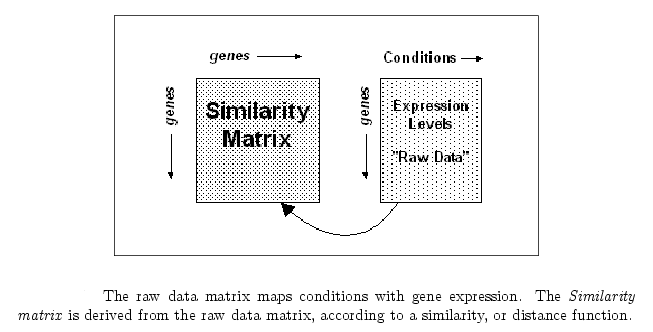 genes
Conditions
genes
Similarity
Matrix
genes
Expression
Levels
"Raw Data"
The raw data matrix maps conditions with gene expression. The Similarity
matrix is derived from the raw data matrix, according to a similarity, or distance function.